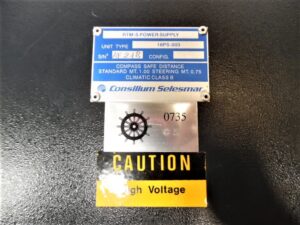 RTM-3 POWER SUPPLY
UNIT TYPE 16PS-003
S/N° CONFIG.
COMPASS SAFE DISTANCE
STANDARD MT. 1.00 STEERING MT. 0.75
CLIMATIC CLASS B
Consilium Selesmar
0735
CAUTION
High Voltage